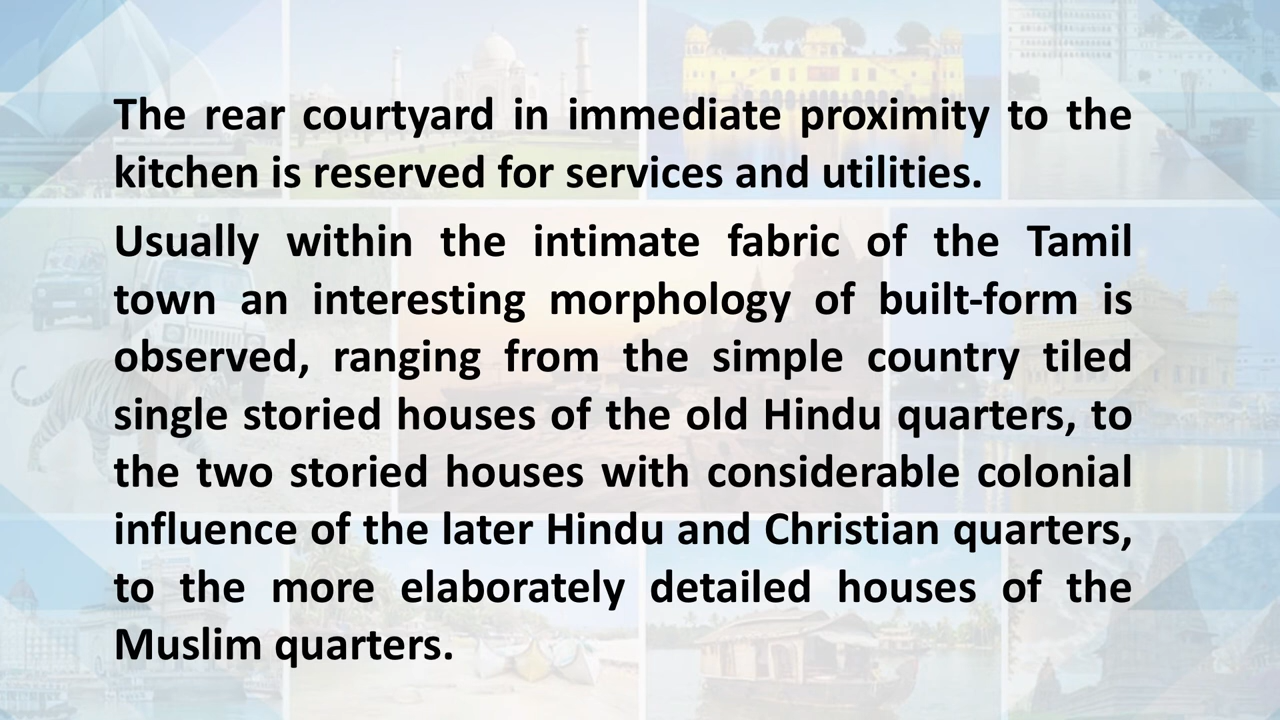 The rear courtyard in immediate proximity to the
kitchen is reserved for services and utilities.
Usually within the intimate fabric of the Tamil
town an interesting morphology of built-form is
observed, ranging from the simple country tiled
single storied houses of the old Hindu quarters, to
the two storied houses with considerable colonial
influence of the later Hindu and Christian quarters,
to the more elaborately detailed houses of the
Muslim quarters.